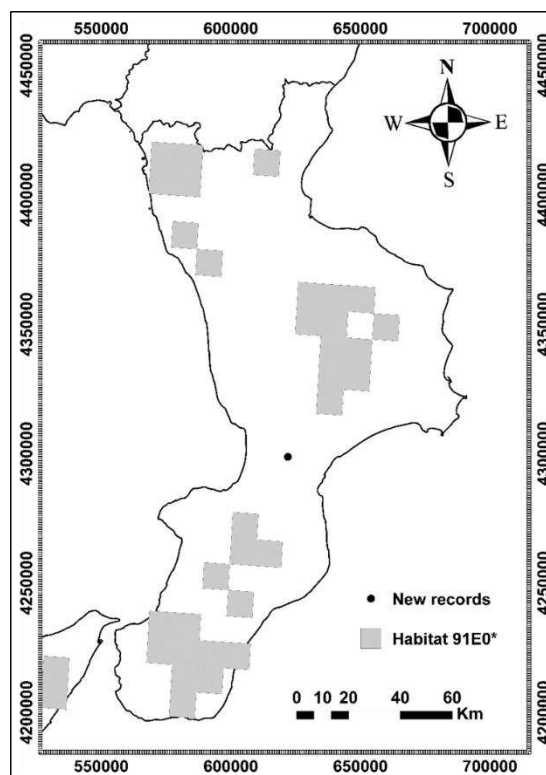 550000 600000 650000 700000
4450000 4450000
N
W E
S
4400000 4400000
4350000 4350000
4300000 4300000
4250000 4250000
New records
Habitat 91E0*
0 10 20 40 60
Km
4200000 4200000
550000 600000 650000 700000